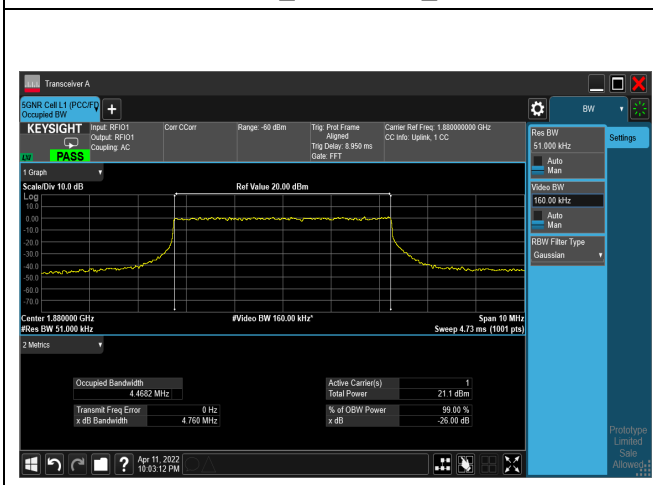 Transceiver A
5GNR Cell L1 (PCC/FD
Occupied BW
+
KEYSIGHT
LXI
PASS
Input: RFIO1
Output: RFIO1
Coupling: AC
Corr CCorr
Range: -60 dBm
Trig: Prot Frame
Aligned
Trig Delay: 8.950 ms
Gate: FFT
Carrier Ref Freq: 1.880000000 GHz
CC Info: Uplink, 1 CC
1 Graph
Scale/Div 10.0 dB
Ref Value 20.00 dBm
Log
10.0
0.00
-10.0
-20.0
-30.0
-40.0
-50.0
-60.0
-70.0
Center 1.880000 GHz
#Video BW 160.00 kHz*
Span 10 MHz
#Res BW 51.000 kHz
Sweep 4.73 ms (1001 pts)
2 Metrics
Occupied Bandwidth
4.4682 MHz
Transmit Freq Error 0 Hz
x dB Bandwidth 4.760 MHz
Active Carrier(s) 1
Total Power 21.1 dBm
% of OBW Power 99.00 %
x dB -26.00 dB
BW
Settings
Res BW
51.000 kHz
Auto
Man
Video BW
160.00 kHz
Auto
Man
RBW Filter Type
Gaussian
Apr 11, 2022
10:03:12 PM
?
Prototype
Limited
Sale
Allowed